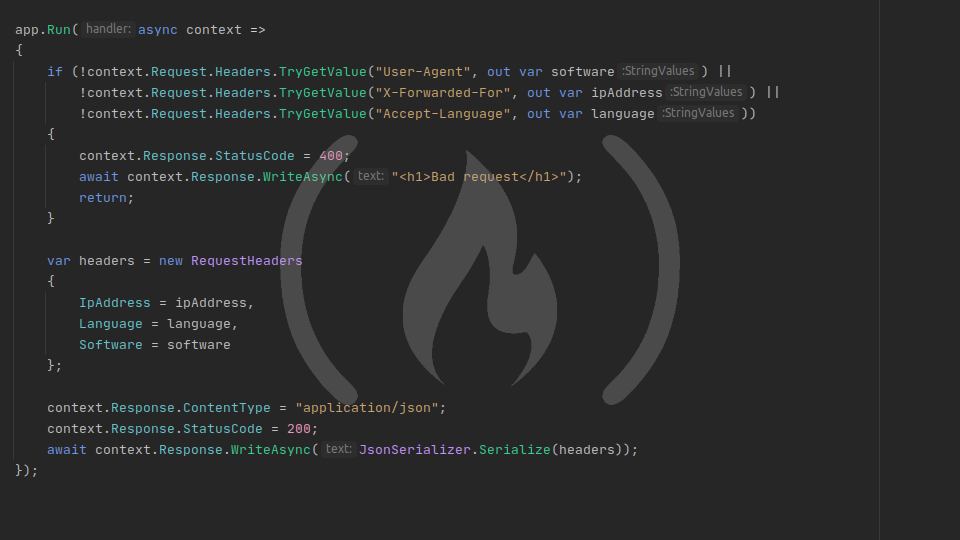 app.Run( handler: async context =>
{
    if (!context.Request.Headers.TryGetValue("User-Agent", out var software :StringValues ) ||
        !context.Request.Headers.TryGetValue("X-Forwarded-For", out var ipAddress :StringValues ) ||
        !context.Request.Headers.TryGetValue("Accept-Language", out var language :StringValues ))
    {
        context.Response.StatusCode = 400;
        await context.Response.WriteAsync( text: "<h1>Bad request</h1>");
        return;
    }

    var headers = new RequestHeaders
    {
        IpAddress = ipAddress,
        Language = language,
        Software = software
    };

    context.Response.ContentType = "application/json";
    context.Response.StatusCode = 200;
    await context.Response.WriteAsync( text: JsonSerializer.Serialize(headers));
});